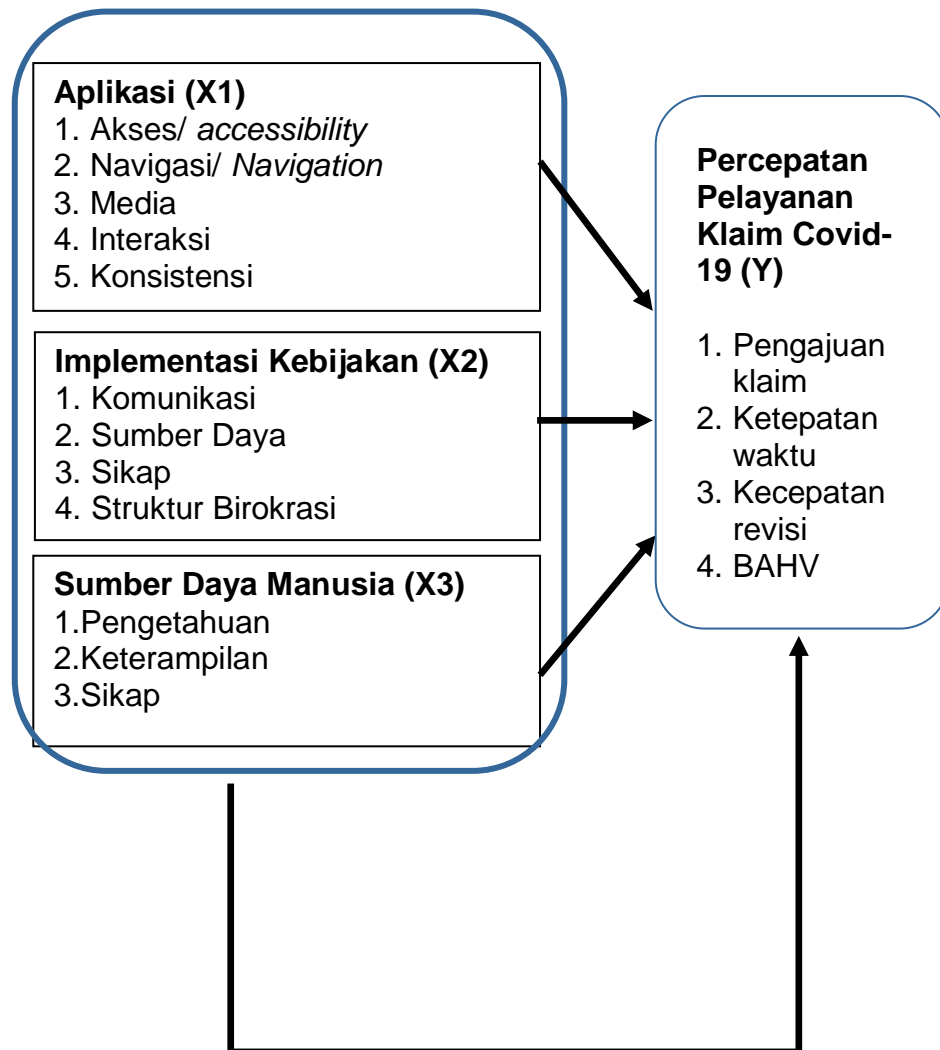 Aplikasi (X1)
1. Akses/ accessibility
2. Navigasi/ Navigation
3. Media
4. Interaksi
5. Konsistensi
Implementasi Kebijakan (X2)
1. Komunikasi
2. Sumber Daya
3. Sikap
4. Struktur Birokrasi
Sumber Daya Manusia (X3)
1.Pengetahuan
2.Keterampilan
3.Sikap
Percepatan
Pelayanan
Klaim Covid-
19 (Y)
1. Pengajuan
klaim
2. Ketepatan
waktu
3. Kecepatan
revisi
4. BAHV